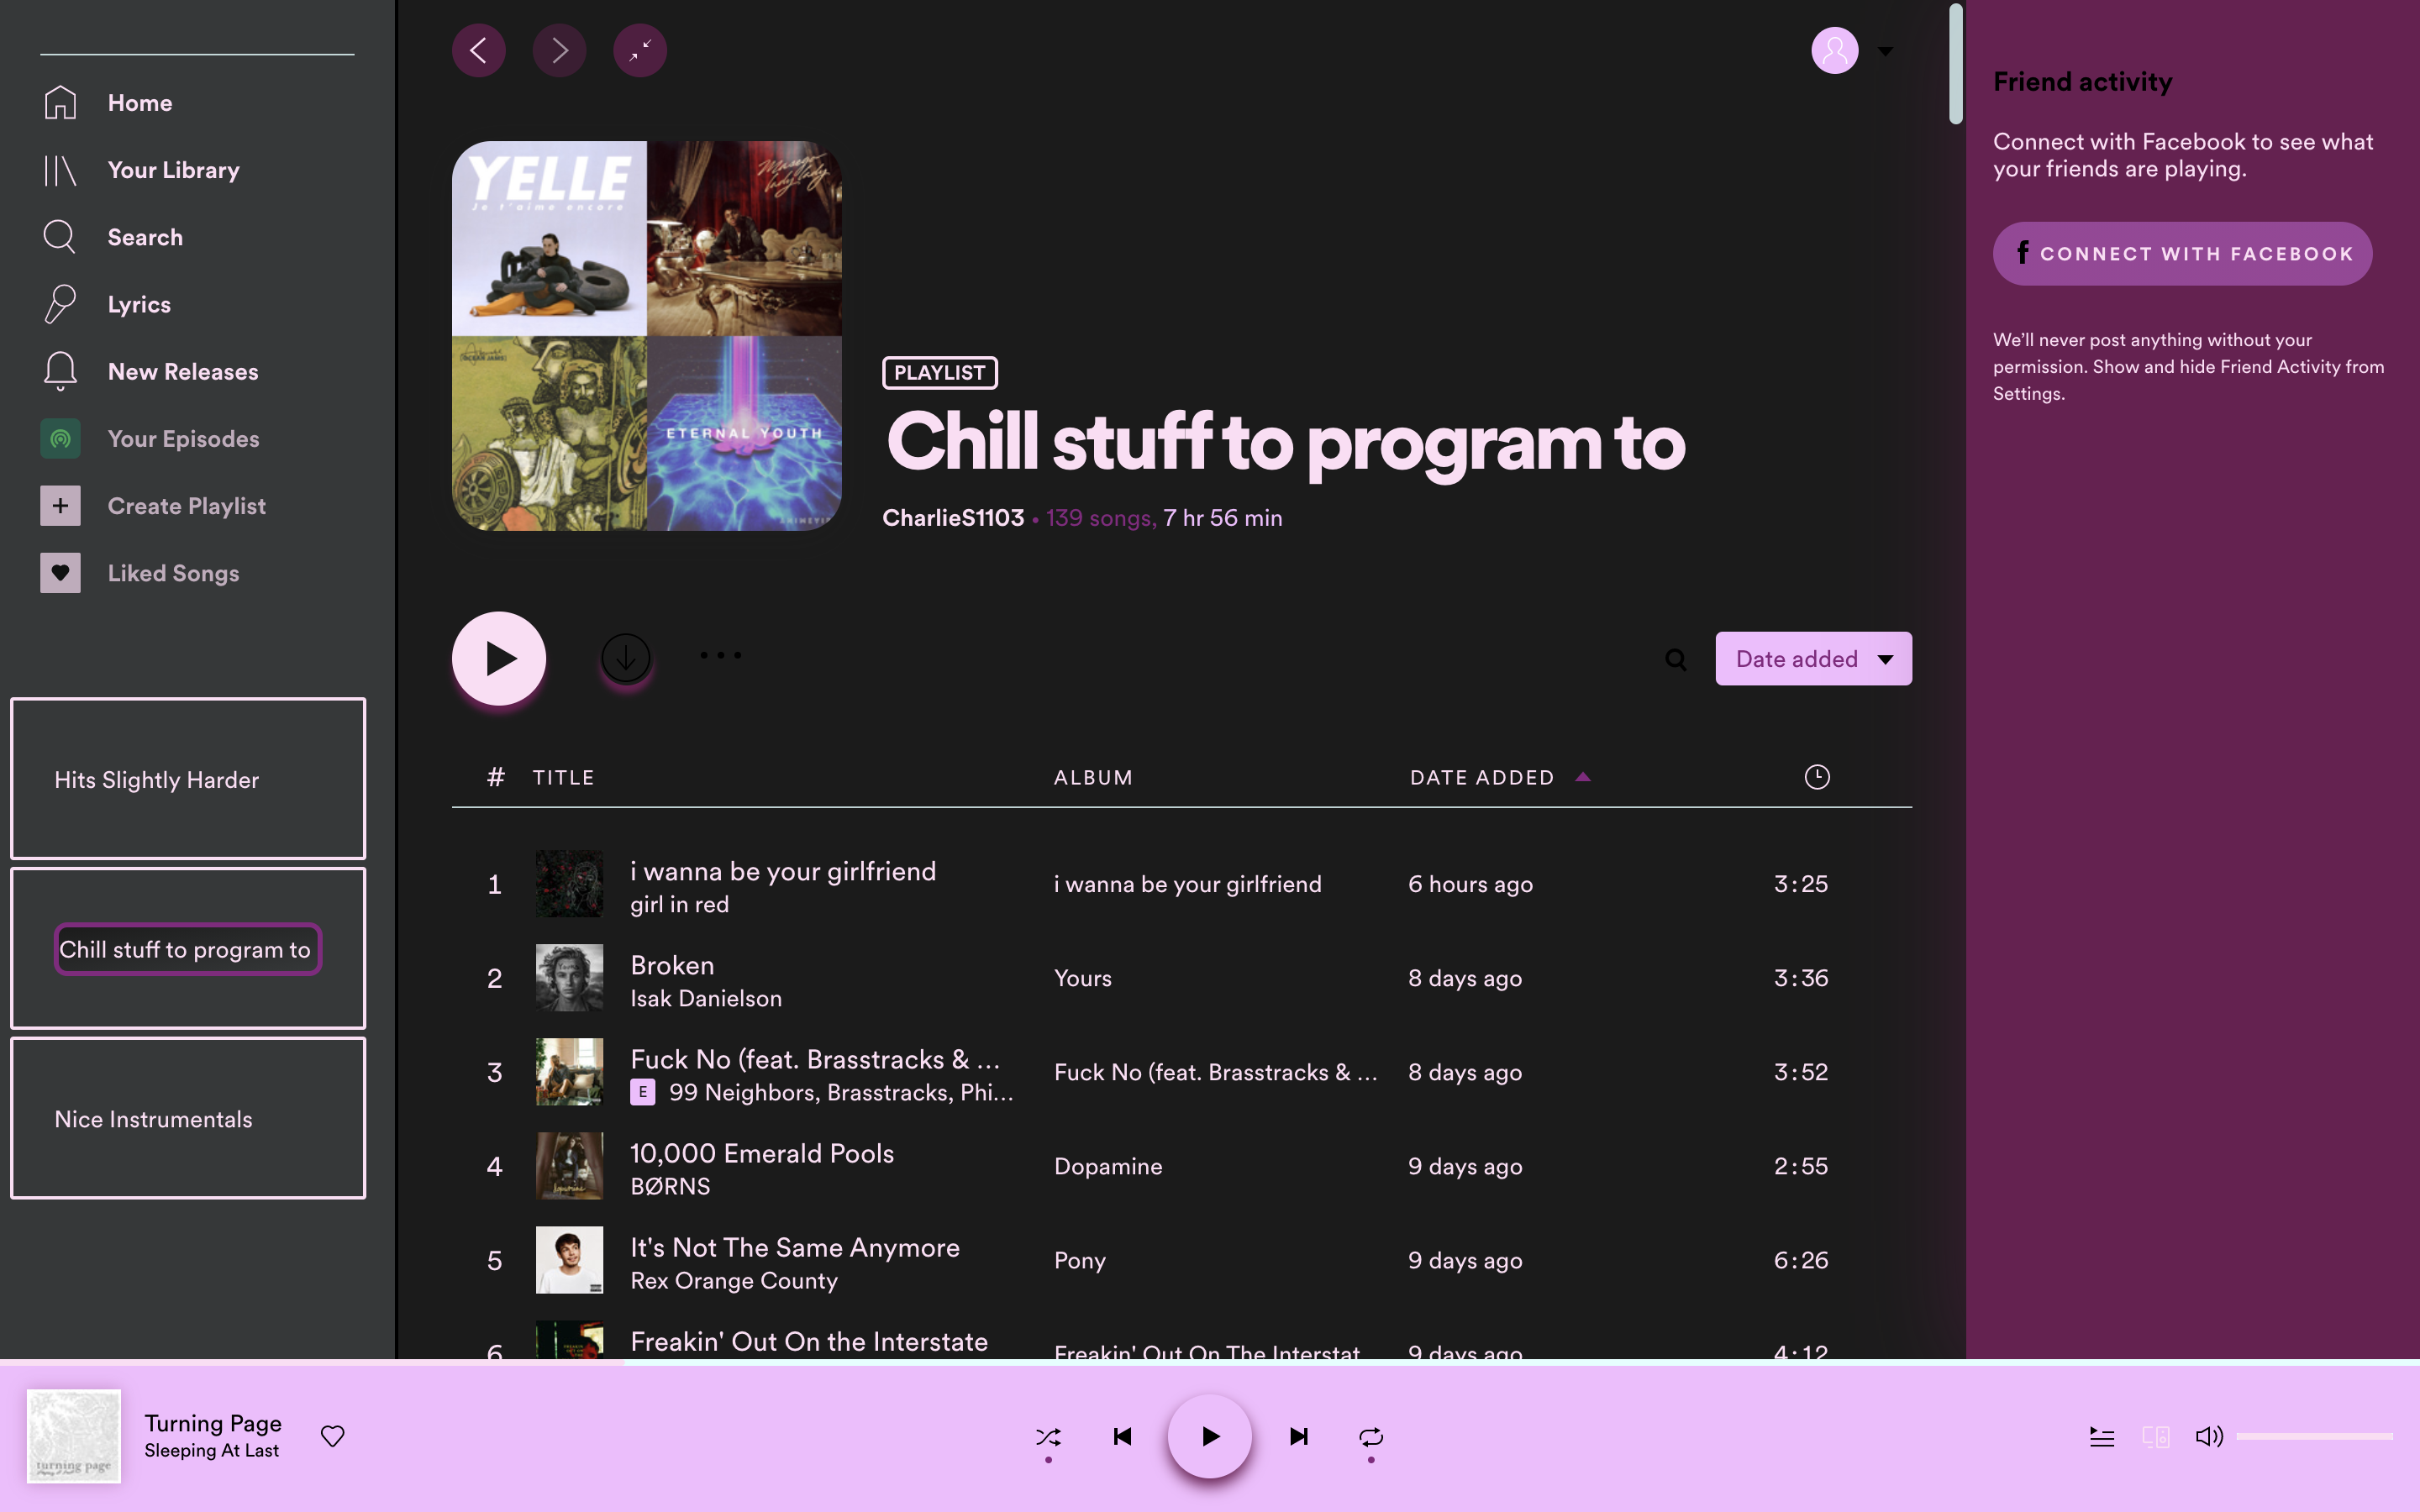 Home
Your Library
Search
Lyrics
New Releases
Your Episodes
Create Playlist
Liked Songs
Hits Slightly Harder
Chill stuff to program to
Nice Instrumentals
YELLE
Je t'aime encore
Masego
lady lady
ETERNAL YOUTH
PLAYLIST
Chill stuff to program to
CharlieS1103 • 139 songs, 7 hr 56 min
Date added
# TITLE ALBUM DATE ADDED
1 i wanna be your girlfriend i wanna be your girlfriend 6 hours ago 3:25
girl in red
2 Broken Yours 8 days ago 3:36
Isak Danielson
3 Fuck No (feat. Brasstracks & ... Fuck No (feat. Brasstracks & ... 8 days ago 3:52
E 99 Neighbors, Brasstracks, Phi...
4 10,000 Emerald Pools Dopamine 9 days ago 2:55
BØRNS
5 It's Not The Same Anymore Pony 9 days ago 6:26
Rex Orange County
6 Freakin' Out On the Interstate Freakin' Out On The Interstat 9 days ago 4:12
Friend activity
Connect with Facebook to see what
your friends are playing.
f CONNECT WITH FACEBOOK
We'll never post anything without your
permission. Show and hide Friend Activity from
Settings.
turning page
Turning Page
Sleeping At Last